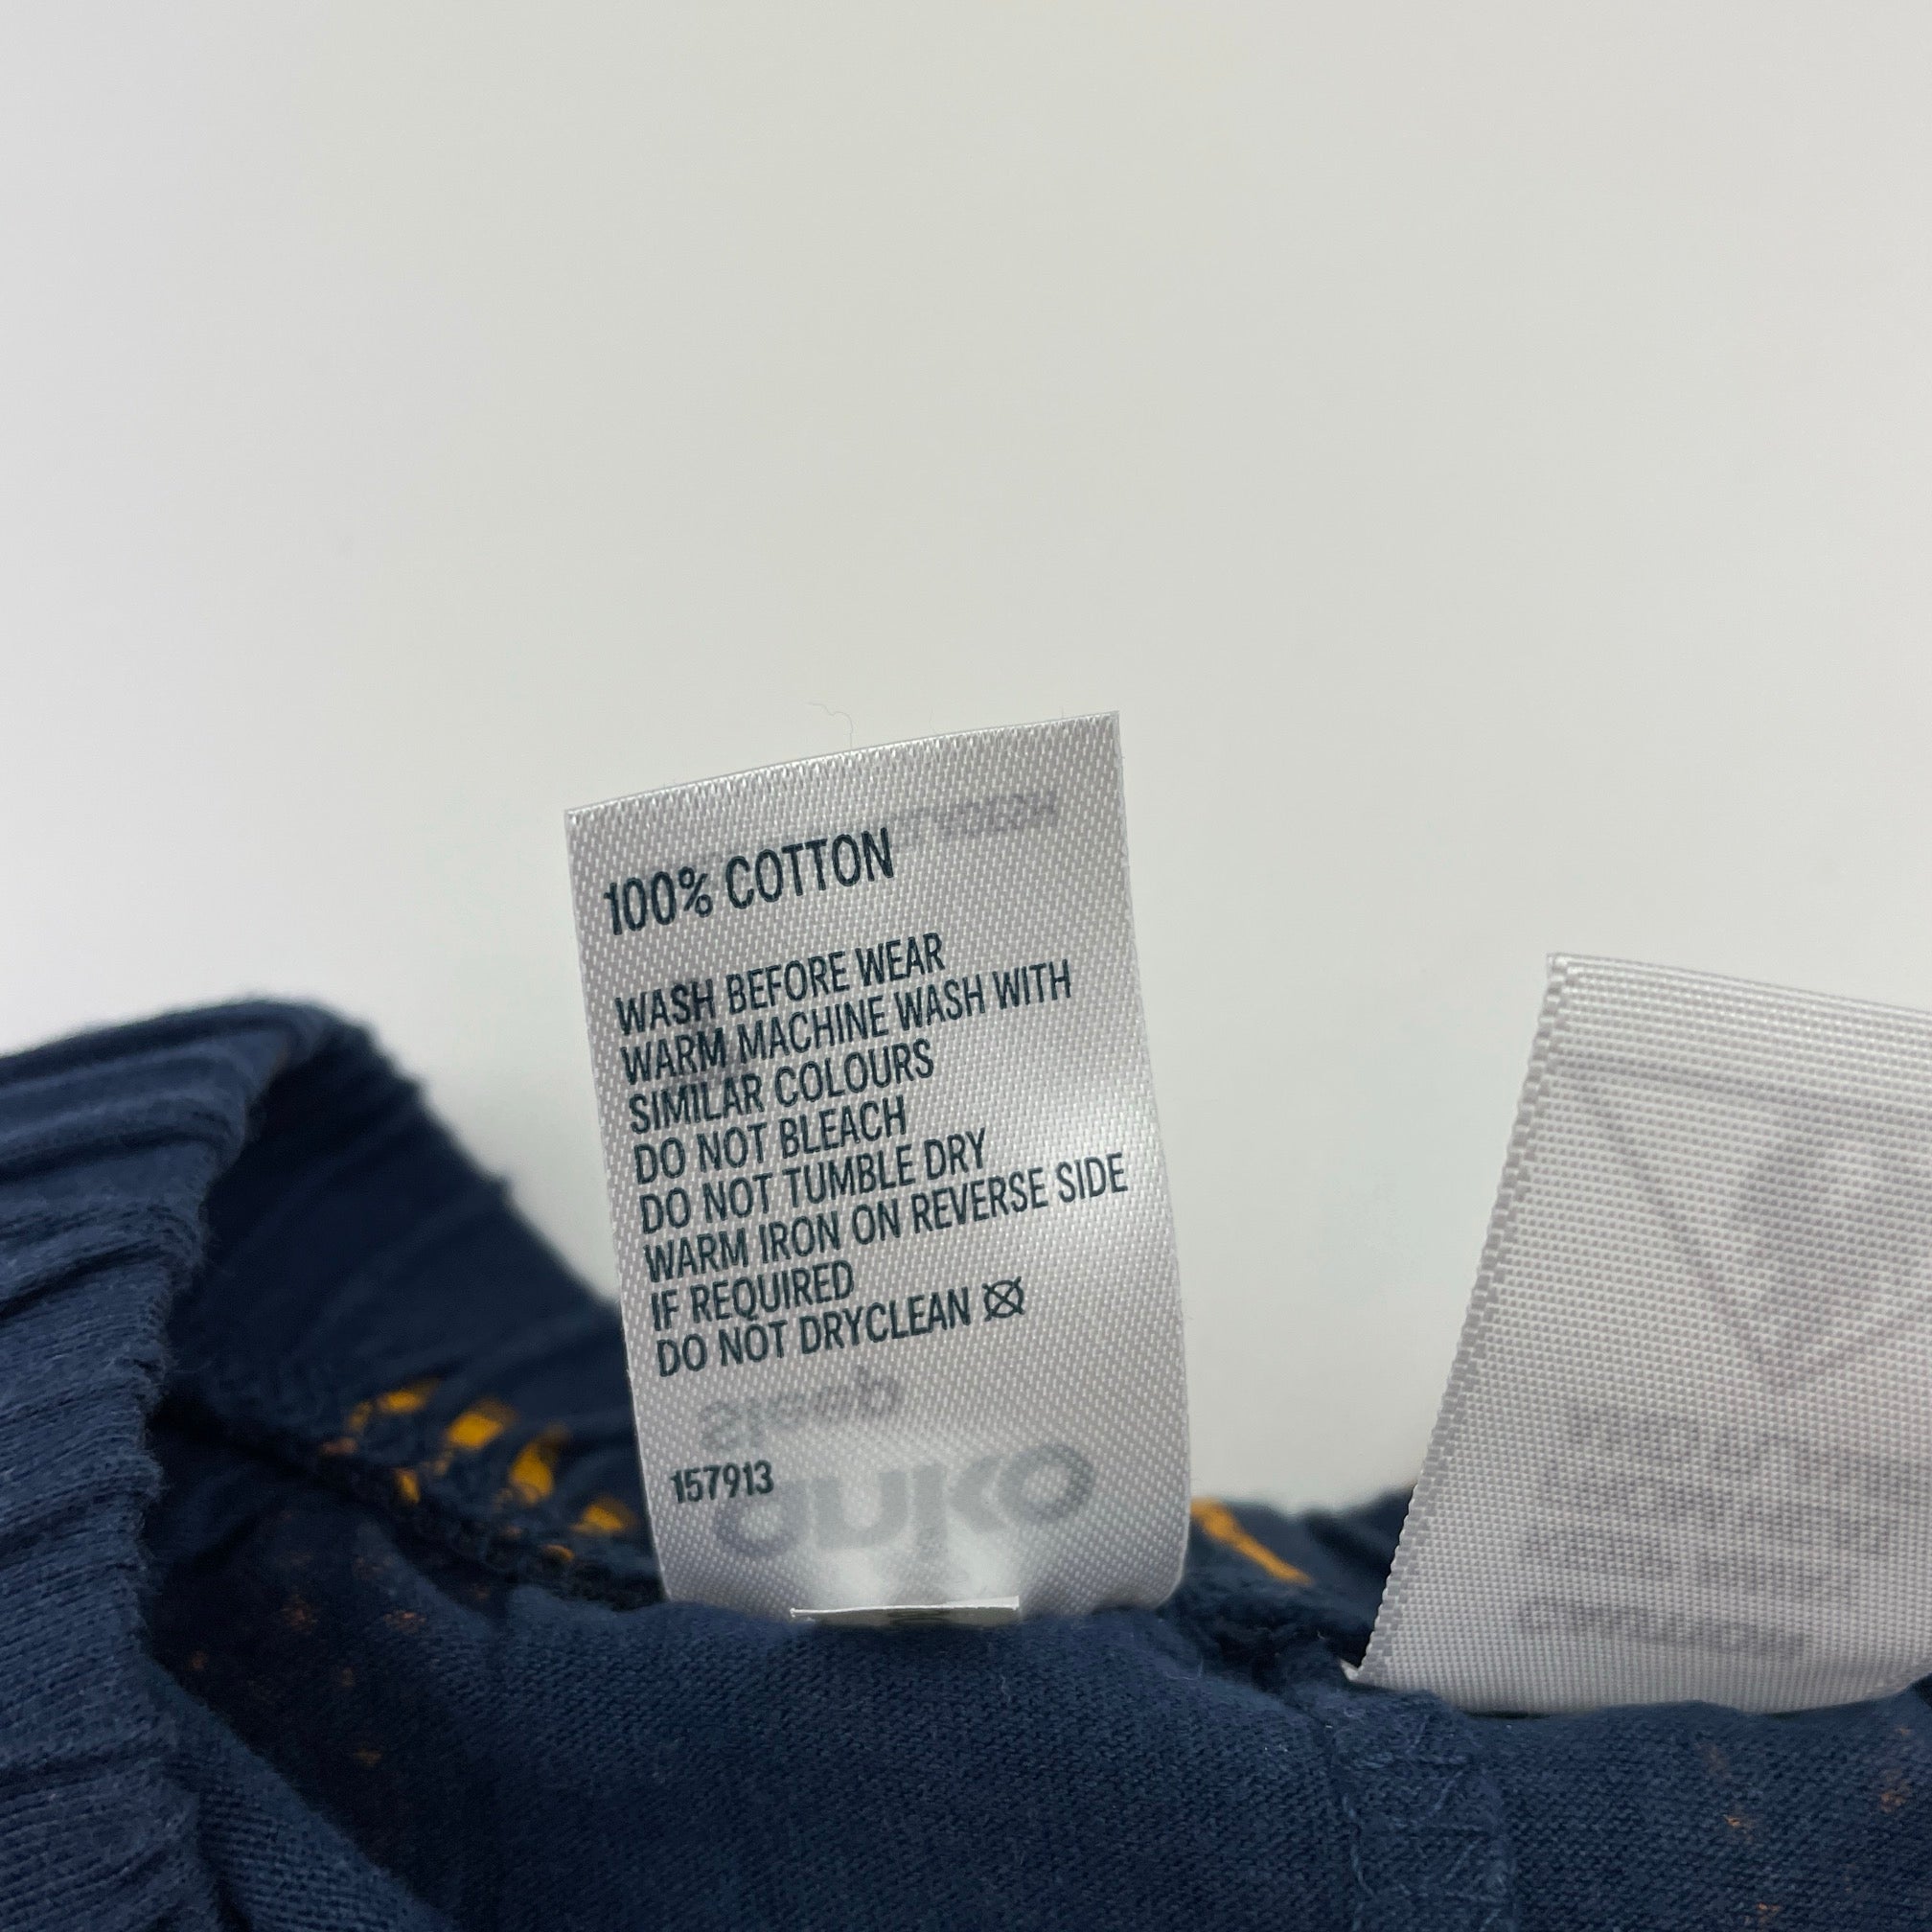 100% COTTON
WASH BEFORE WEAR
WARM MACHINE WASH WITH
SIMILAR COLOURS
DO NOT BLEACH
DO NOT TUMBLE DRY
WARM IRON ON REVERSE SIDE
IF REQUIRED
DO NOT DRYCLEAN
157913